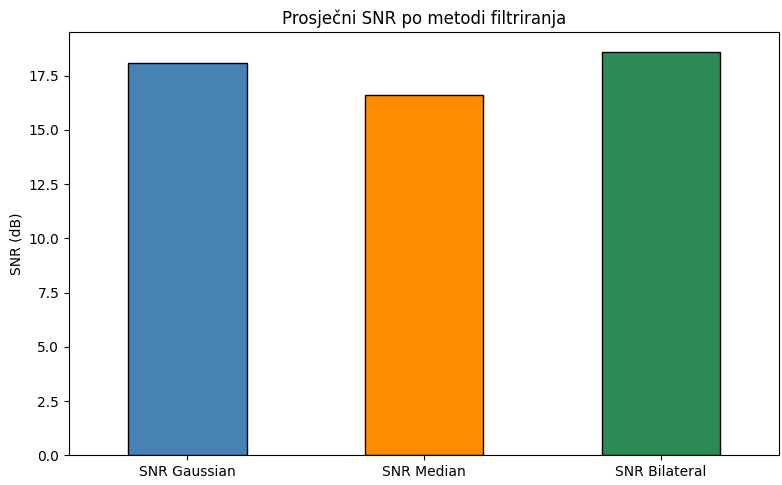 Prosječni SNR po metodi filtriranja
SNR (dB)
17.5
15.0
12.5
10.0
7.5
5.0
2.5
0.0
SNR Gaussian
SNR Median
SNR Bilateral